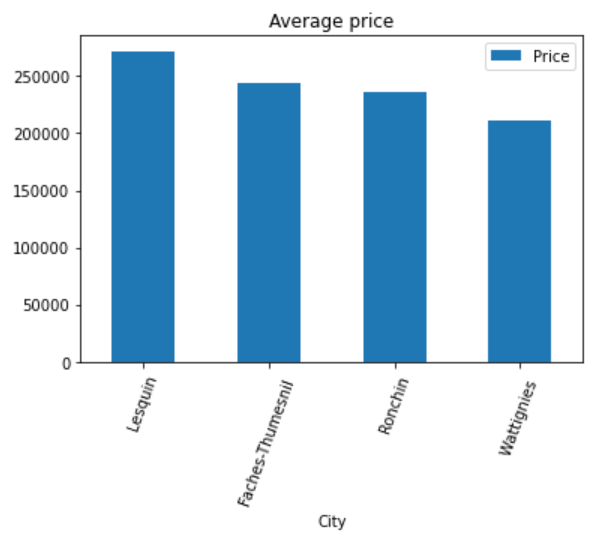 Average price
Price
250000
200000
150000
100000
50000
0
Lesquin
Faches-Thumesnil
Ronchin
Wattignies
City